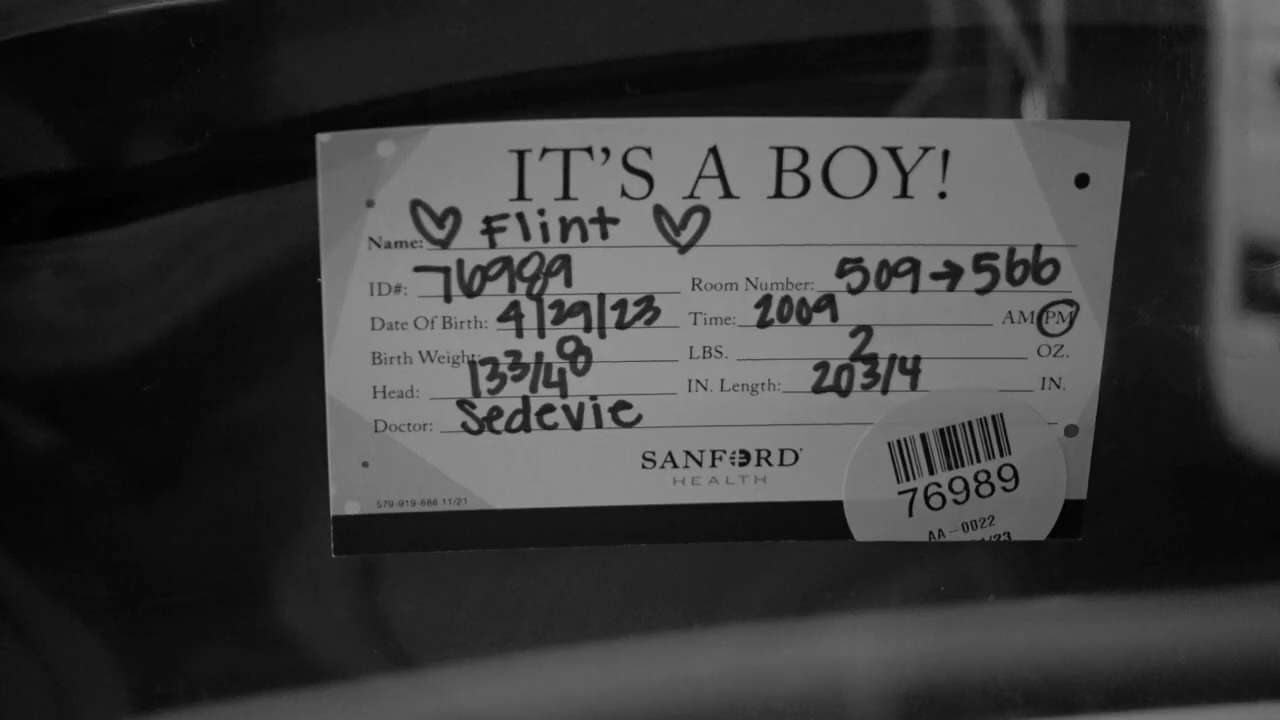 IT'S A BOY!
Name: ♡ Flint ♡
ID#: 76989 Room Number: 509→566
Date Of Birth: 4/29/23 Time: 2009 AM PM
Birth Weight: 8 LBS. 2 OZ.
Head: 13 3/4 IN. Length: 20 3/4 IN.
Doctor: Sedevie
SANFORD
HEALTH
579-919-888 11/21
76989
AA-0022